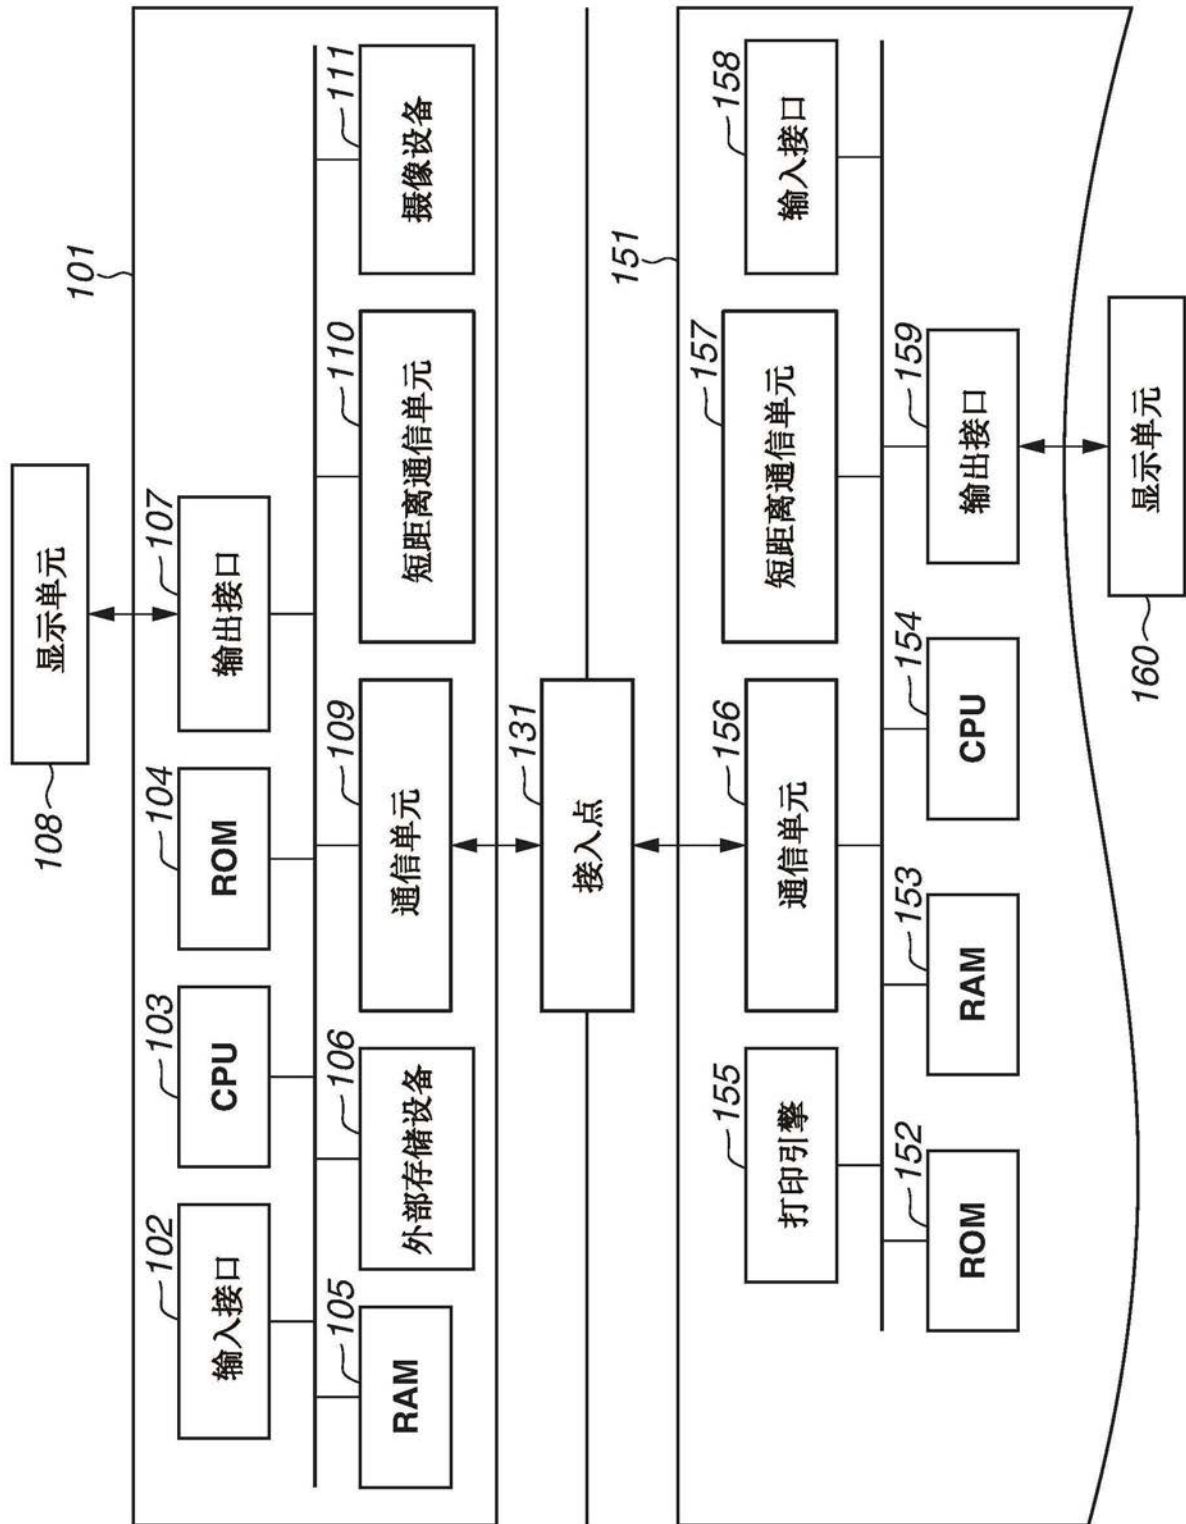 108
显示单元
101
102
输入接口
103
CPU
104
ROM
107
输出接口
105
RAM
106
外部存储设备
109
通信单元
110
短距离通信单元
111
摄像设备
131
接入点
151
155
打印引擎
156
通信单元
157
短距离通信单元
158
输入接口
152
ROM
153
RAM
154
CPU
159
输出接口
160
显示单元